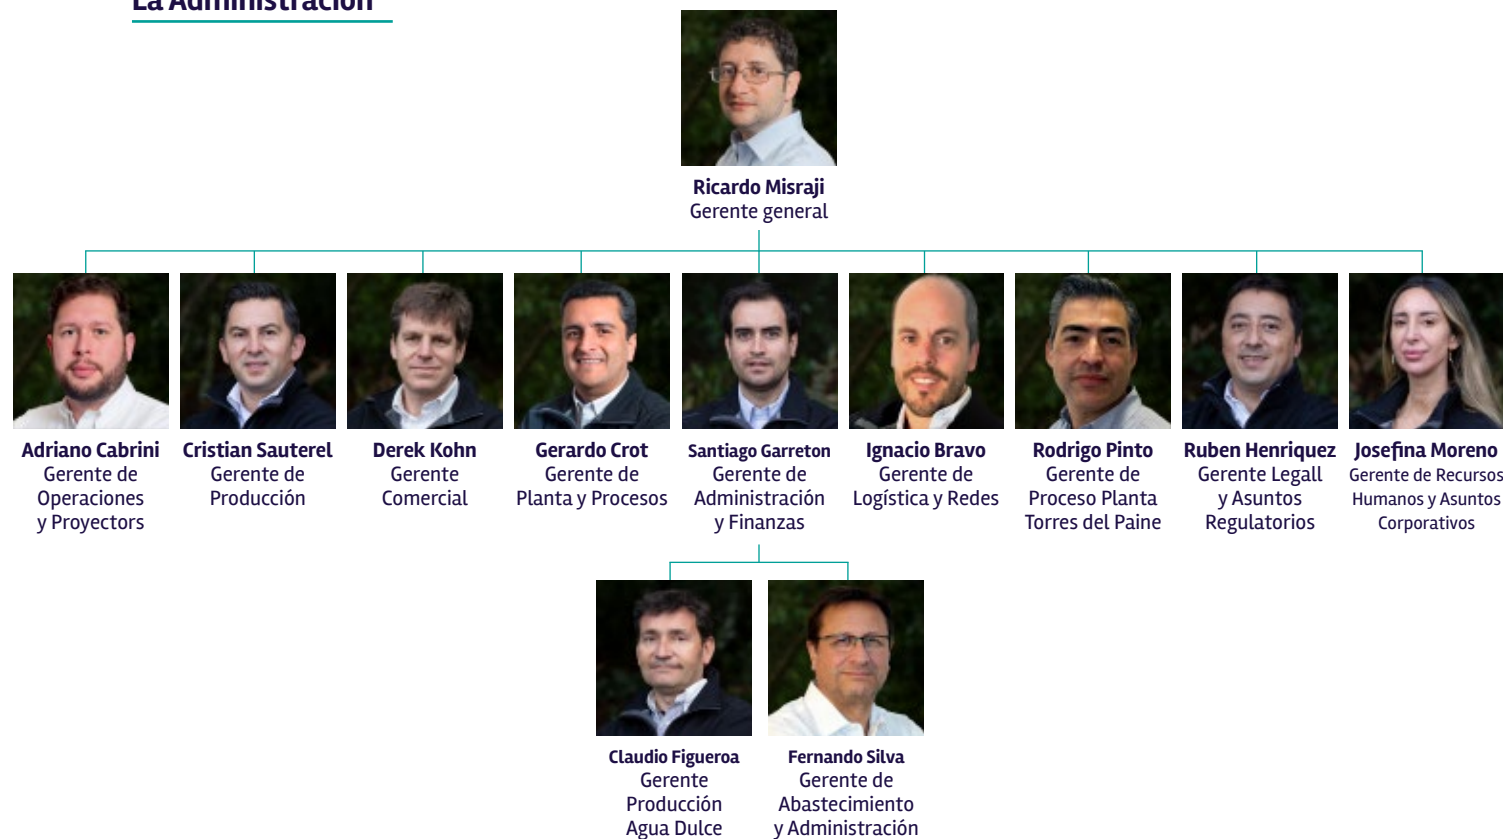 La Administración
Ricardo Misraji
Gerente general
Adriano Cabrini
Gerente de
Operaciones
y Proyectors
Cristian Sauterel
Gerente de
Producción
Derek Kohn
Gerente
Comercial
Gerardo Crot
Gerente de
Planta y Procesos
Santiago Garreton
Gerente de
Administración
y Finanzas
Ignacio Bravo
Gerente de
Logística y Redes
Rodrigo Pinto
Gerente de
Proceso Planta
Torres del Paine
Ruben Henriquez
Gerente Legall
y Asuntos
Regulatorios
Josefina Moreno
Gerente de Recursos
Humanos y Asuntos
Corporativos
Claudio Figueroa
Gerente
Producción
Agua Dulce
Fernando Silva
Gerente de
Abastecimiento
y Administración